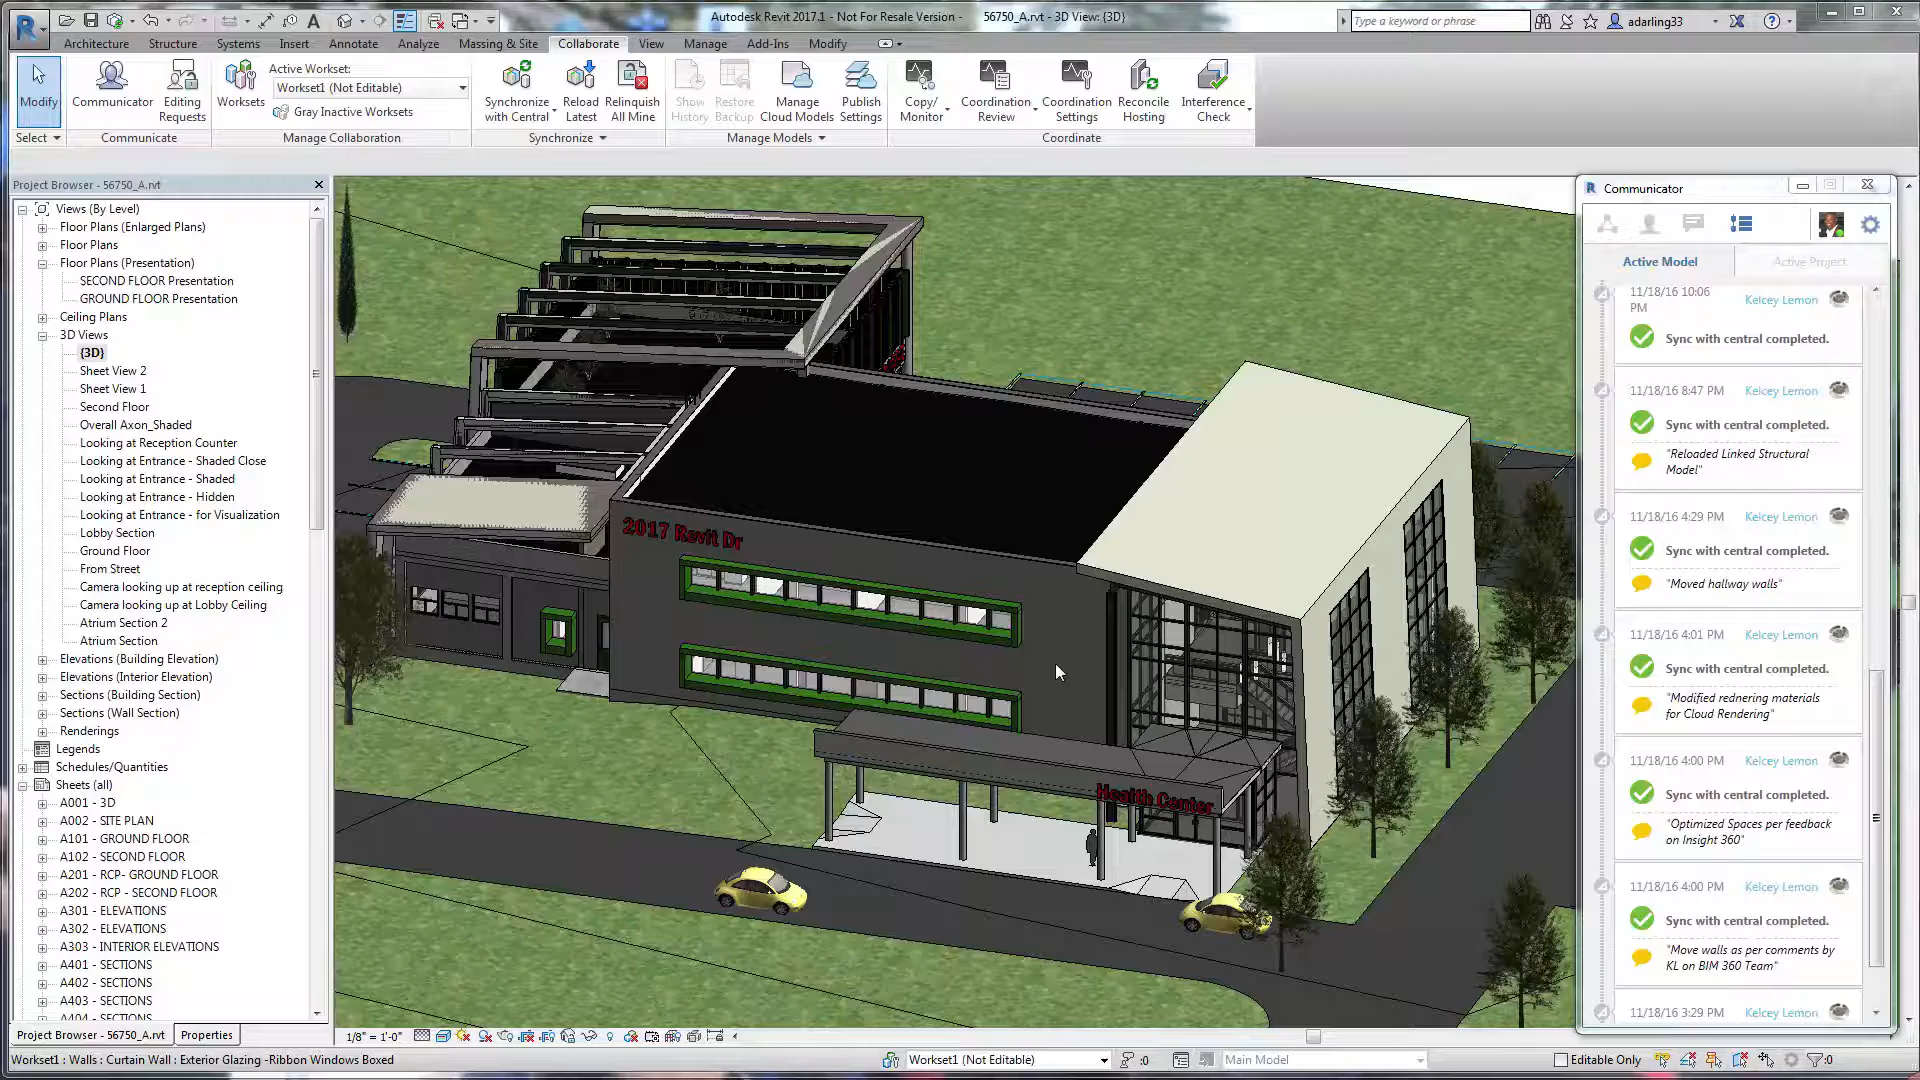 Autodesk Revit 2017.1 - Not For Resale Version - 56750_A.rvt - 3D View: {3D}
Type a keyword or phrase
adarling33
Architecture Structure Systems Insert Annotate Analyze Massing & Site Collaborate View Manage Add-Ins Modify
Modify
Communicator
Editing
Requests
Worksets
Active Workset:
Workset1 (Not Editable)
Gray Inactive Worksets
Synchronize
with Central
Reload
Latest
Relinquish
All Mine
Show
History
Restore
Backup
Manage
Cloud Models
Publish
Settings
Copy/
Monitor
Coordination
Review
Coordination
Settings
Reconcile
Hosting
Interference
Check
Select
Communicate
Manage Collaboration
Synchronize
Manage Models
Coordinate
Project Browser - 56750_A.rvt
Views (By Level)
Floor Plans (Enlarged Plans)
Floor Plans
Floor Plans (Presentation)
SECOND FLOOR Presentation
GROUND FLOOR Presentation
Ceiling Plans
3D Views
{3D}
Sheet View 2
Sheet View 1
Second Floor
Overall Axon_Shaded
Looking at Reception Counter
Looking at Entrance - Shaded Close
Looking at Entrance - Shaded
Looking at Entrance - Hidden
Looking at Entrance - for Visualization
Lobby Section
Ground Floor
From Street
Camera looking up at reception ceiling
Camera looking up at Lobby Ceiling
Atrium Section 2
Atrium Section
Elevations (Building Elevation)
Elevations (Interior Elevation)
Sections (Building Section)
Sections (Wall Section)
Renderings
Legends
Schedules/Quantities
Sheets (all)
A001 - 3D
A002 - SITE PLAN
A101 - GROUND FLOOR
A102 - SECOND FLOOR
A201 - RCP- GROUND FLOOR
A202 - RCP - SECOND FLOOR
A301 - ELEVATIONS
A302 - ELEVATIONS
A303 - INTERIOR ELEVATIONS
A401 - SECTIONS
A402 - SECTIONS
A403 - SECTIONS
A404 - SECTIONS
Project Browser - 56750_A.rvt
Properties
2017 Revit Dr
Health Center
Communicator
Active Model
Active Project
11/18/16 10:06
PM
Kelcey Lemon
Sync with central completed.
11/18/16 8:47 PM Kelcey Lemon
Sync with central completed.
"Reloaded Linked Structural
Model"
11/18/16 4:29 PM Kelcey Lemon
Sync with central completed.
"Moved hallway walls"
11/18/16 4:01 PM Kelcey Lemon
Sync with central completed.
"Modified rednering materials
for Cloud Rendering"
11/18/16 4:00 PM Kelcey Lemon
Sync with central completed.
"Optimized Spaces per feedback
on Insight 360"
11/18/16 4:00 PM Kelcey Lemon
Sync with central completed.
"Move walls as per comments by
KL on BIM 360 Team"
11/18/16 3:29 PM Kelcey Lemon
1/8" = 1'-0"
Workset1 : Walls : Curtain Wall : Exterior Glazing -Ribbon Windows Boxed
Workset1 (Not Editable)
:0
Main Model
Editable Only
:0